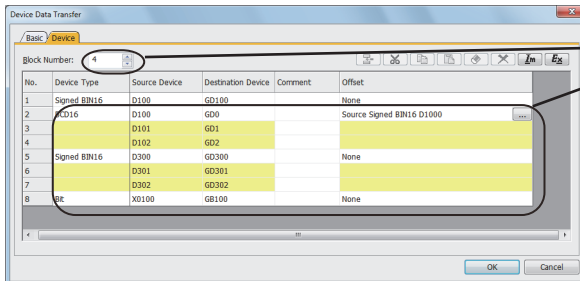 Device Data Transfer
Basic Device
Block Number: 4 Im Ex
No. Device Type Source Device Destination Device Comment Offset
1 Signed BIN16 D100 GD100 None
2 BCD16 D100 GD0 Source Signed BIN16 D1000 ...
3 D101 GD1
4 D102 GD2
5 Signed BIN16 D300 GD300 None
6 D301 GD301
7 D302 GD302
8 Bit X0100 GB100 None
OK Cancel